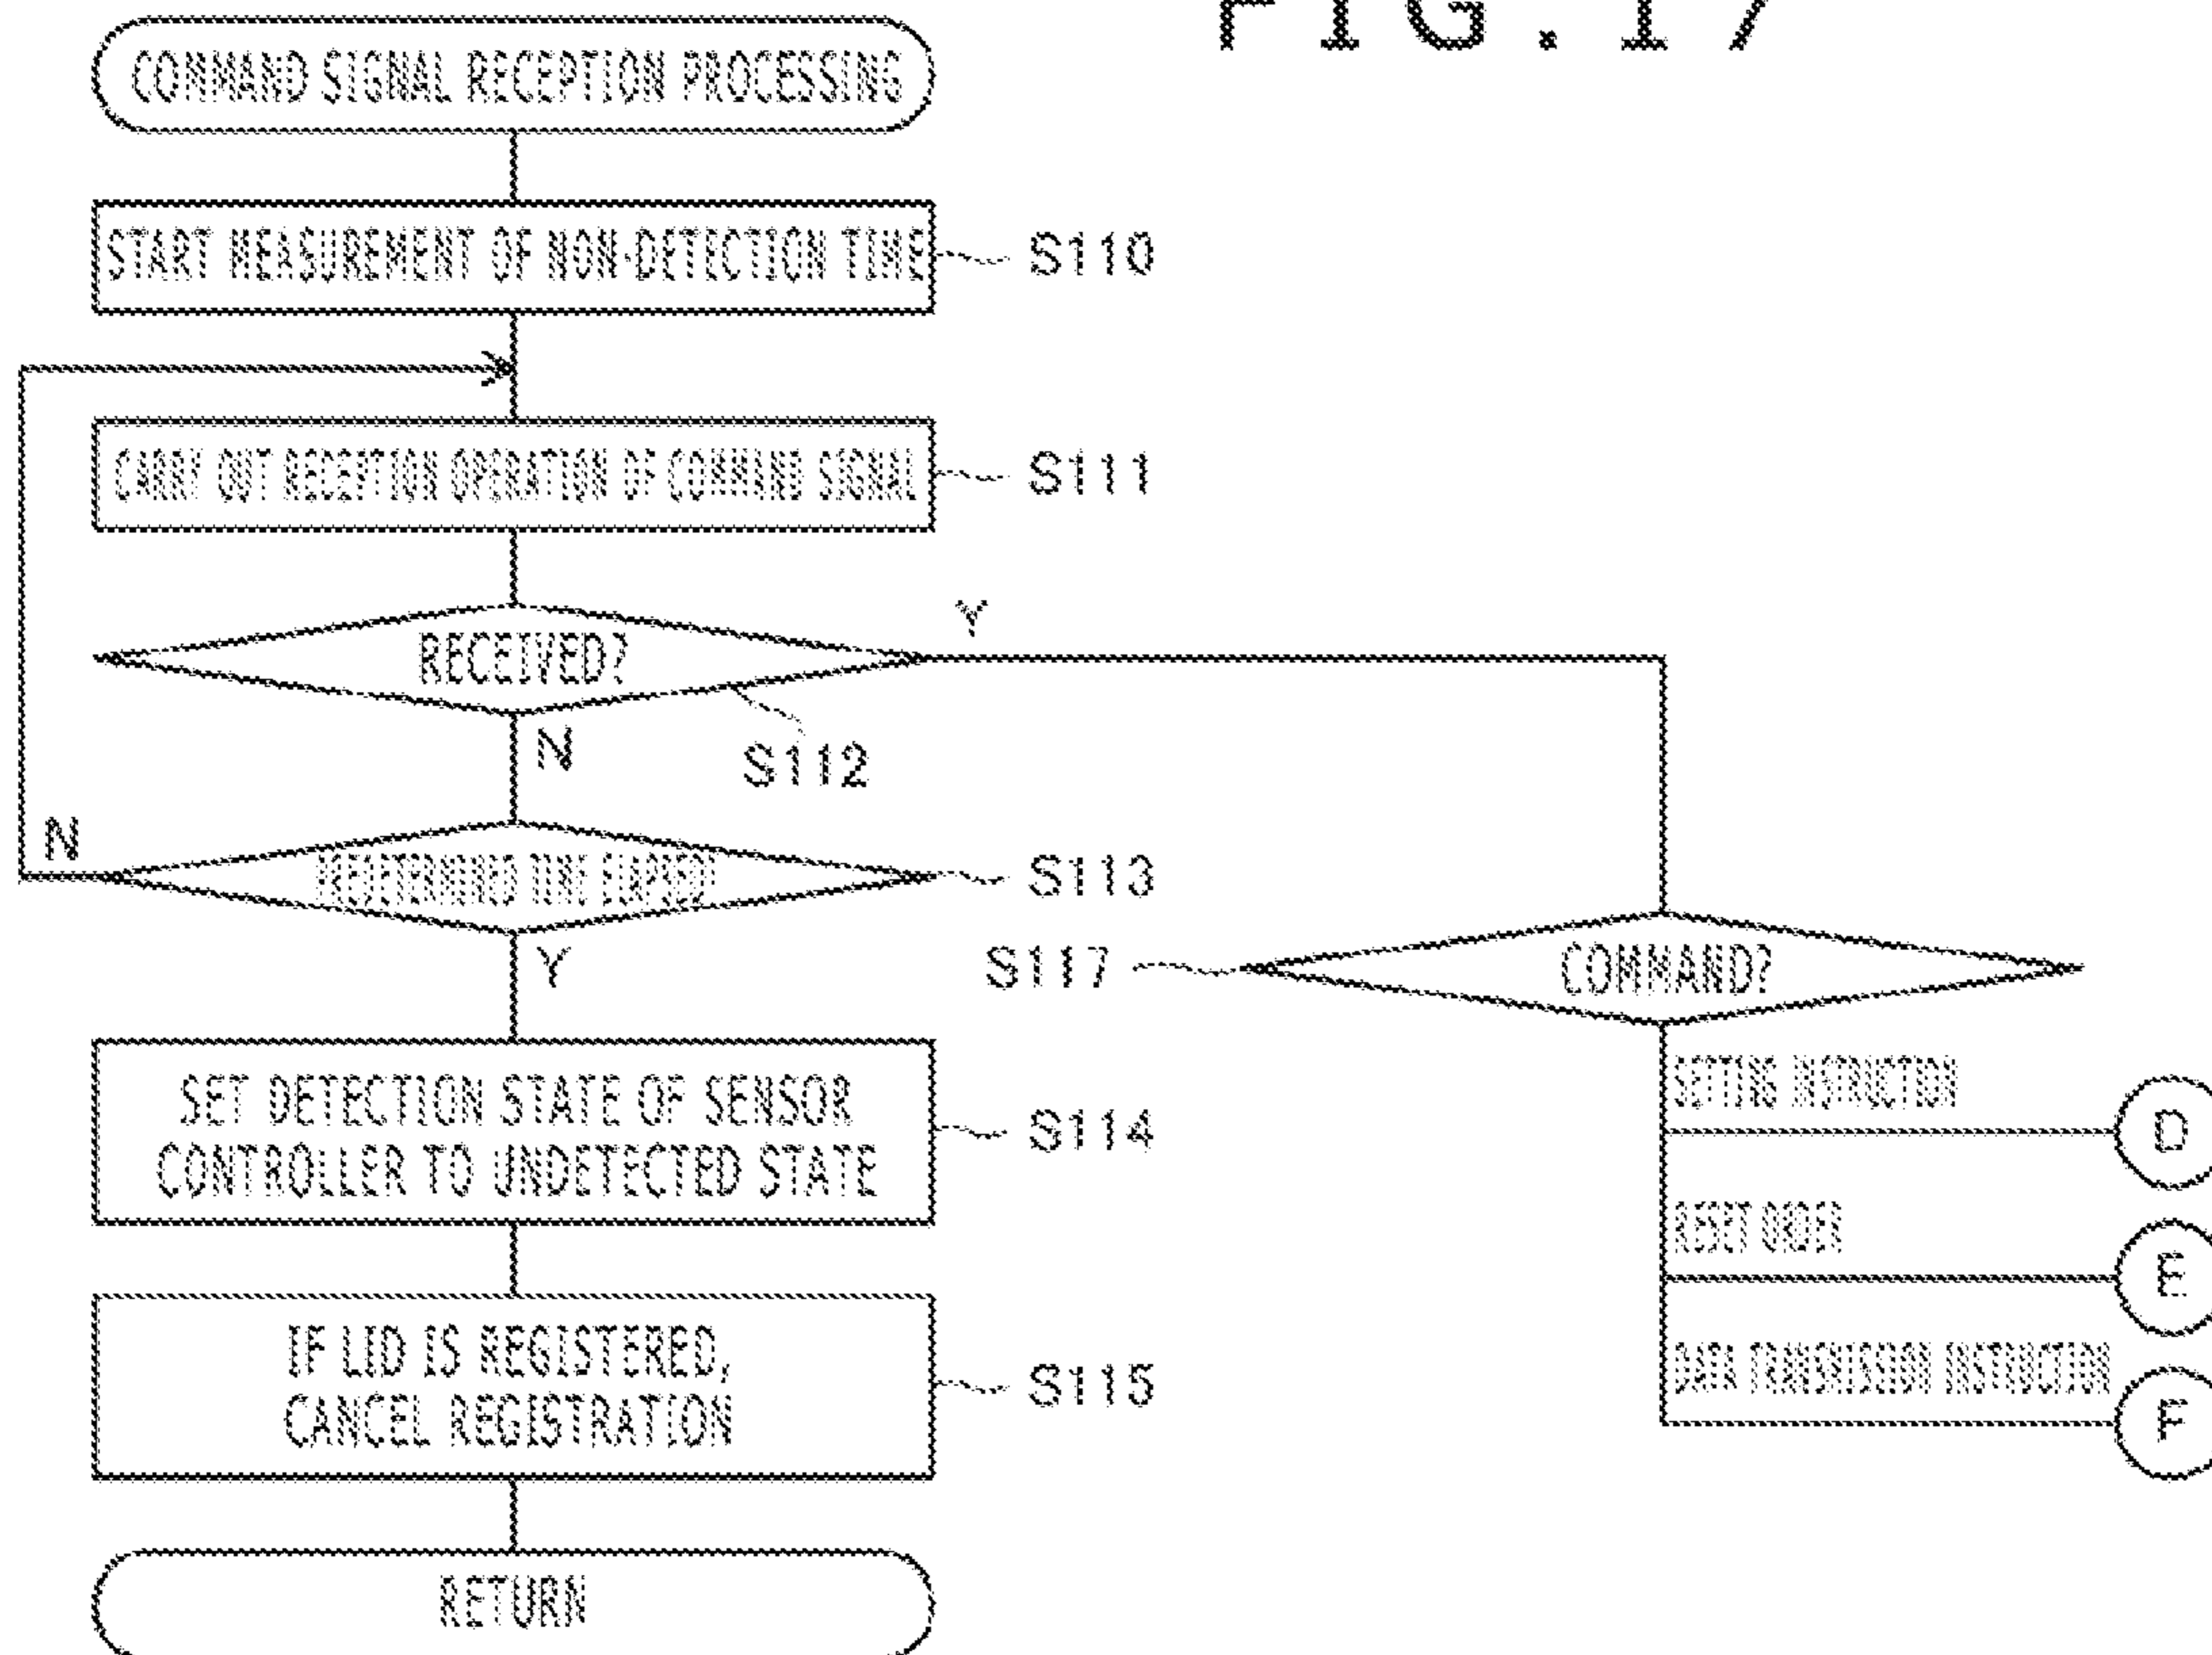 FIG.17
COMMAND SIGNAL RECEPTION PROCESSING
START MEASUREMENT OF NON-DETECTION TIME
S110
CARRY OUT RECEPTION OPERATION OF COMMAND SIGNAL
S111
RECEIVED?
Y
N
S112
N
PREDETERMINED TIME ELAPSED?
S113
Y
S117
COMMAND?
SET DETECTION STATE OF SENSOR
CONTROLLER TO UNDETECTED STATE
S114
SETTING INSTRUCTION
D
RESET ORDER
E
DATA TRANSMISSION INSTRUCTION
F
IF LID IS REGISTERED,
CANCEL REGISTRATION
S115
RETURN